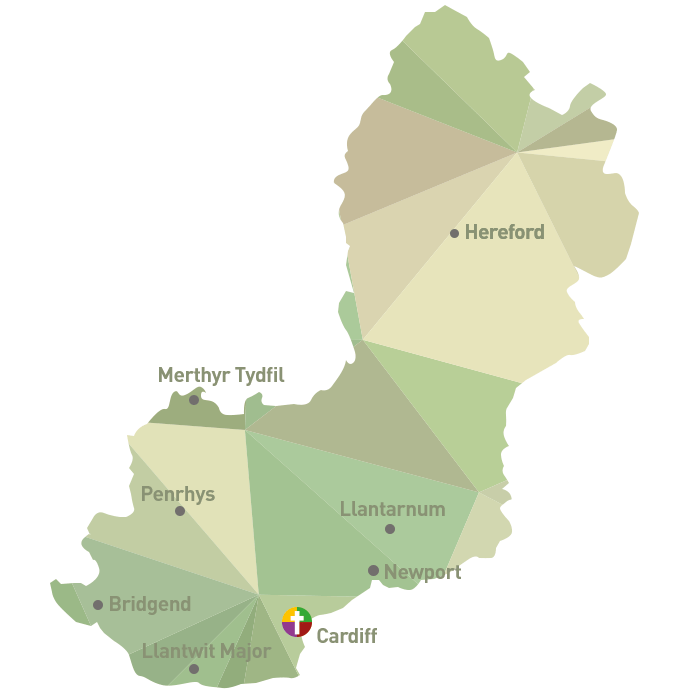 Hereford
Merthyr Tydfil
Penrhys
Llantarnum
Newport
Bridgend
Cardiff
Llantwit Major